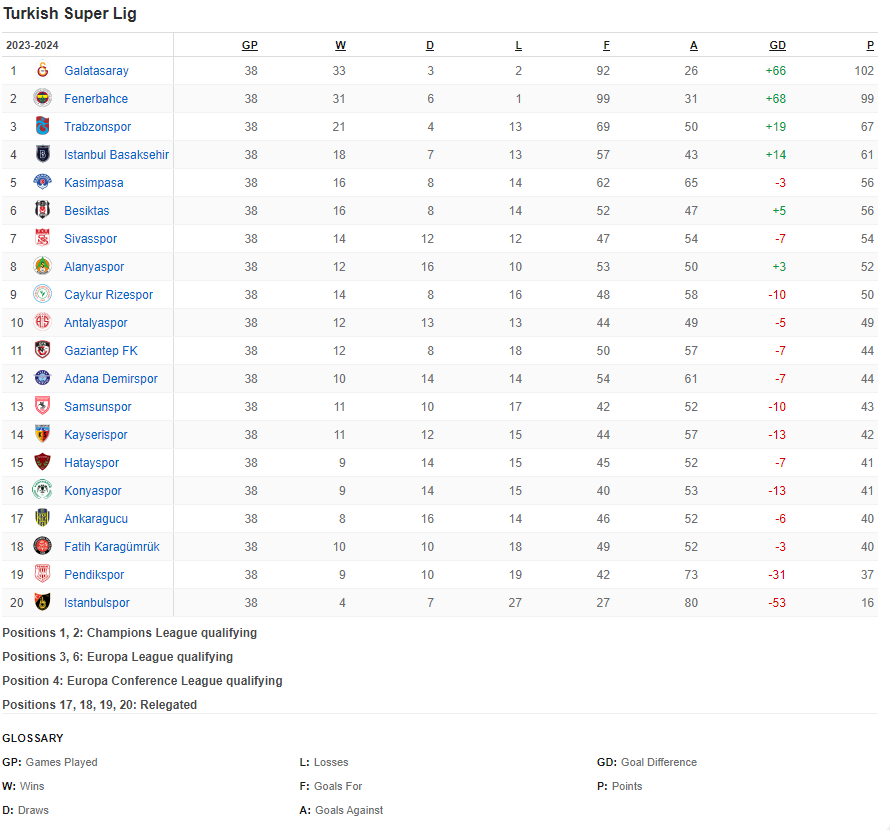 Turkish Super Lig
2023-2024 GP W D L F A GD P
1 Galatasaray 38 33 3 2 92 26 +66 102
2 Fenerbahce 38 31 6 1 99 31 +68 99
3 Trabzonspor 38 21 4 13 69 50 +19 67
4 Istanbul Basaksehir 38 18 7 13 57 43 +14 61
5 Kasimpasa 38 16 8 14 62 65 -3 56
6 Besiktas 38 16 8 14 52 47 +5 56
7 Sivasspor 38 14 12 12 47 54 -7 54
8 Alanyaspor 38 12 16 10 53 50 +3 52
9 Caykur Rizespor 38 14 8 16 48 58 -10 50
10 Antalyaspor 38 12 13 13 44 49 -5 49
11 Gaziantep FK 38 12 8 18 50 57 -7 44
12 Adana Demirspor 38 10 14 14 54 61 -7 44
13 Samsunspor 38 11 10 17 42 52 -10 43
14 Kayserispor 38 11 12 15 44 57 -13 42
15 Hatayspor 38 9 14 15 45 52 -7 41
16 Konyaspor 38 9 14 15 40 53 -13 41
17 Ankaragucu 38 8 16 14 46 52 -6 40
18 Fatih Karagümrük 38 10 10 18 49 52 -3 40
19 Pendikspor 38 9 10 19 42 73 -31 37
20 Istanbulspor 38 4 7 27 27 80 -53 16
Positions 1, 2: Champions League qualifying
Positions 3, 6: Europa League qualifying
Position 4: Europa Conference League qualifying
Positions 17, 18, 19, 20: Relegated
GLOSSARY
GP: Games Played L: Losses GD: Goal Difference
W: Wins F: Goals For P: Points
D: Draws A: Goals Against